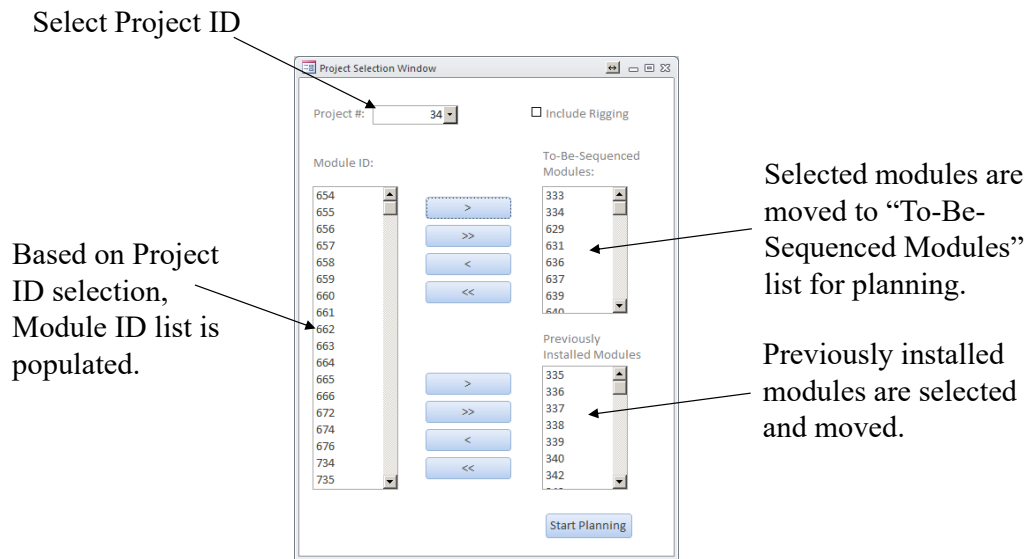 Select Project ID
Project Selection Window
Project #:
34
Include Rigging
Module ID:
654
655
656
657
658
659
660
661
662
663
664
665
666
672
674
676
734
735
>
>>
<
<<
>
>>
<
<<
To-Be-Sequenced
Modules:
333
334
629
631
636
637
639
640
Previously
Installed Modules
335
336
337
338
339
340
342
Start Planning
Based on Project
ID selection,
Module ID list is
populated.
Selected modules are
moved to “To-Be-
Sequenced Modules”
list for planning.
Previously installed
modules are selected
and moved.